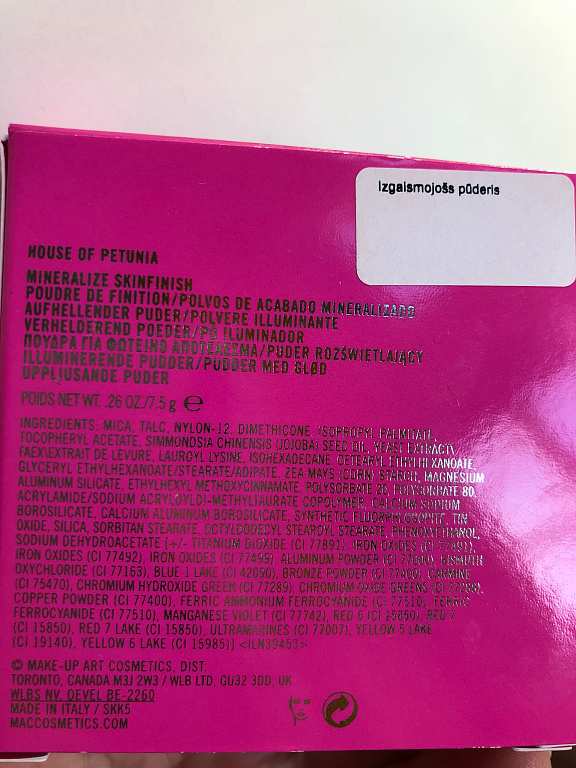 Izgaismojošs pūderis
HOUSE OF PETUNIA
MINERALIZE SKINFINISH
POUDRE DE FINITION/POLVOS DE ACABADO MINERALIZADO
AUFHELLENDER PUDER/POLVERE ILLUMINANTE
VERHELDEREND POEDER/PÓ ILUMINADOR
ΠΟΥΔΡΑ ΓΙΑ ΦΩΤΕΙΝΟ ΑΠΟΤΕΛΕΣΜΑ/PUDER ROZŚWIETLAJĄCY
ILLUMINERENDE PUDDER/PUDDER MED GLØD
UPPLJUSANDE PUDER
POIDS NET WT. .26 OZ./7.5 g ℮
INGREDIENTS: MICA, TALC, NYLON-12, DIMETHICONE, ISOPROPYL PALMITATE,
TOCOPHERYL ACETATE, SIMMONDSIA CHINENSIS (JOJOBA) SEED OIL, YEAST EXTRACT\
FAEX\EXTRAIT DE LEVURE, LAUROYL LYSINE, ISOHEXADECANE, CETEARYL ETHYLHEXANOATE,
GLYCERYL ETHYLHEXANOATE/STEARATE/ADIPATE, ZEA MAYS (CORN) STARCH, MAGNESIUM
ALUMINUM SILICATE, ETHYLHEXYL METHOXYCINNAMATE, POLYSORBATE 20, POLYSORBATE 80,
ACRYLAMIDE/SODIUM ACRYLOYLDI-METHYLTAURATE COPOLYMER, CALCIUM SODIUM
BOROSILICATE, CALCIUM ALUMINUM BOROSILICATE, SYNTHETIC FLUORPHLOGOPITE, TIN
OXIDE, SILICA, SORBITAN STEARATE, OCTYLDODECYL STEAROYL STEARATE, PHENOXYETHANOL,
SODIUM DEHYDROACETATE [+/- TITANIUM DIOXIDE (CI 77891), IRON OXIDES (CI 77491),
IRON OXIDES (CI 77492), IRON OXIDES (CI 77499), ALUMINUM POWDER (CI 77000), BISMUTH
OXYCHLORIDE (CI 77163), BLUE 1 LAKE (CI 42090), BRONZE POWDER (CI 77400), CARMINE
(CI 75470), CHROMIUM HYDROXIDE GREEN (CI 77289), CHROMIUM OXIDE GREENS (CI 77288),
COPPER POWDER (CI 77400), FERRIC AMMONIUM FERROCYANIDE (CI 77510), FERRIC
FERROCYANIDE (CI 77510), MANGANESE VIOLET (CI 77742), RED 6 (CI 15850), RED 7
(CI 15850), RED 7 LAKE (CI 15850), ULTRAMARINES (CI 77007), YELLOW 5 LAKE
(CI 19140), YELLOW 6 LAKE (CI 15985)] <ILN39453>
© MAKE-UP ART COSMETICS, DIST.
TORONTO, CANADA M3J 2W3 / WLB LTD, GU32 3DD, UK
WLBS NV, OEVEL BE-2260
MADE IN ITALY / SKK5
MACCOSMETICS.COM